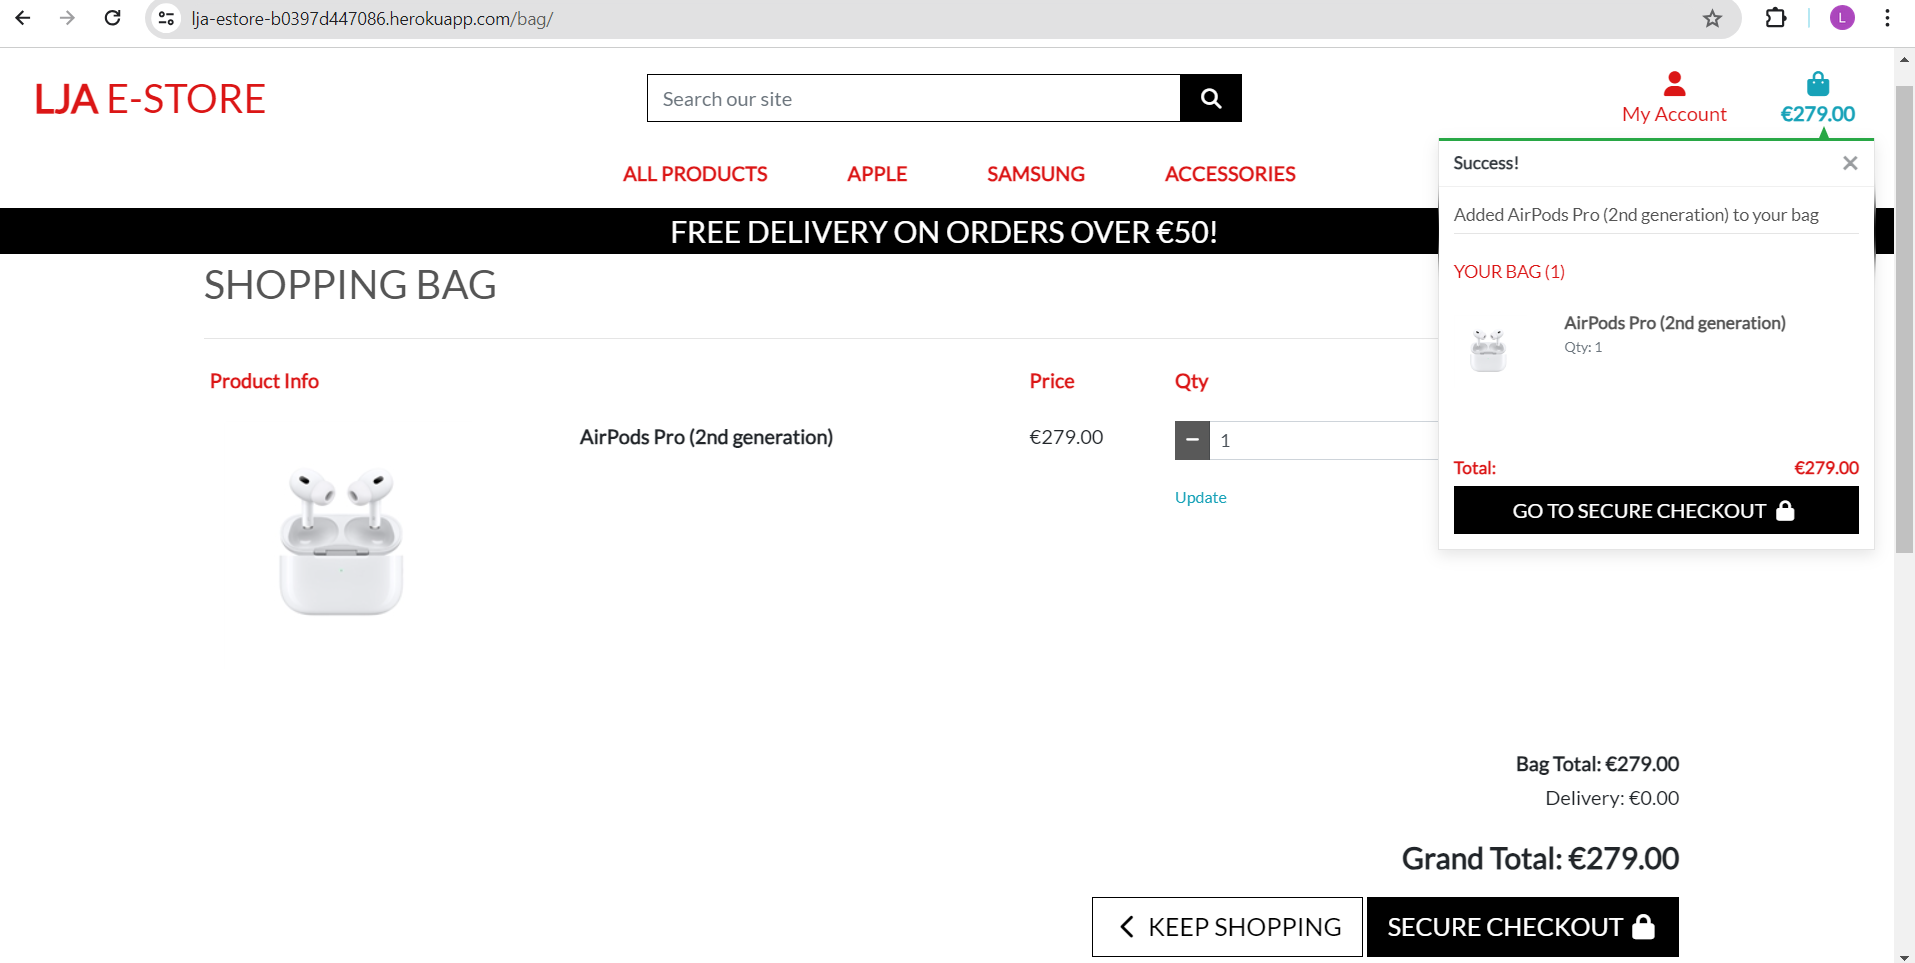 lja-estore-b0397d447086.herokuapp.com/bag/
L
LJA E-STORE
Search our site
My Account
€279.00
ALL PRODUCTS
APPLE
SAMSUNG
ACCESSORIES
FREE DELIVERY ON ORDERS OVER €50!
Success!
Added AirPods Pro (2nd generation) to your bag
YOUR BAG (1)
AirPods Pro (2nd generation)
Qty: 1
Total: €279.00
GO TO SECURE CHECKOUT
SHOPPING BAG
Product Info Price Qty
AirPods Pro (2nd generation) €279.00 1
Update
Bag Total: €279.00
Delivery: €0.00
Grand Total: €279.00
KEEP SHOPPING
SECURE CHECKOUT